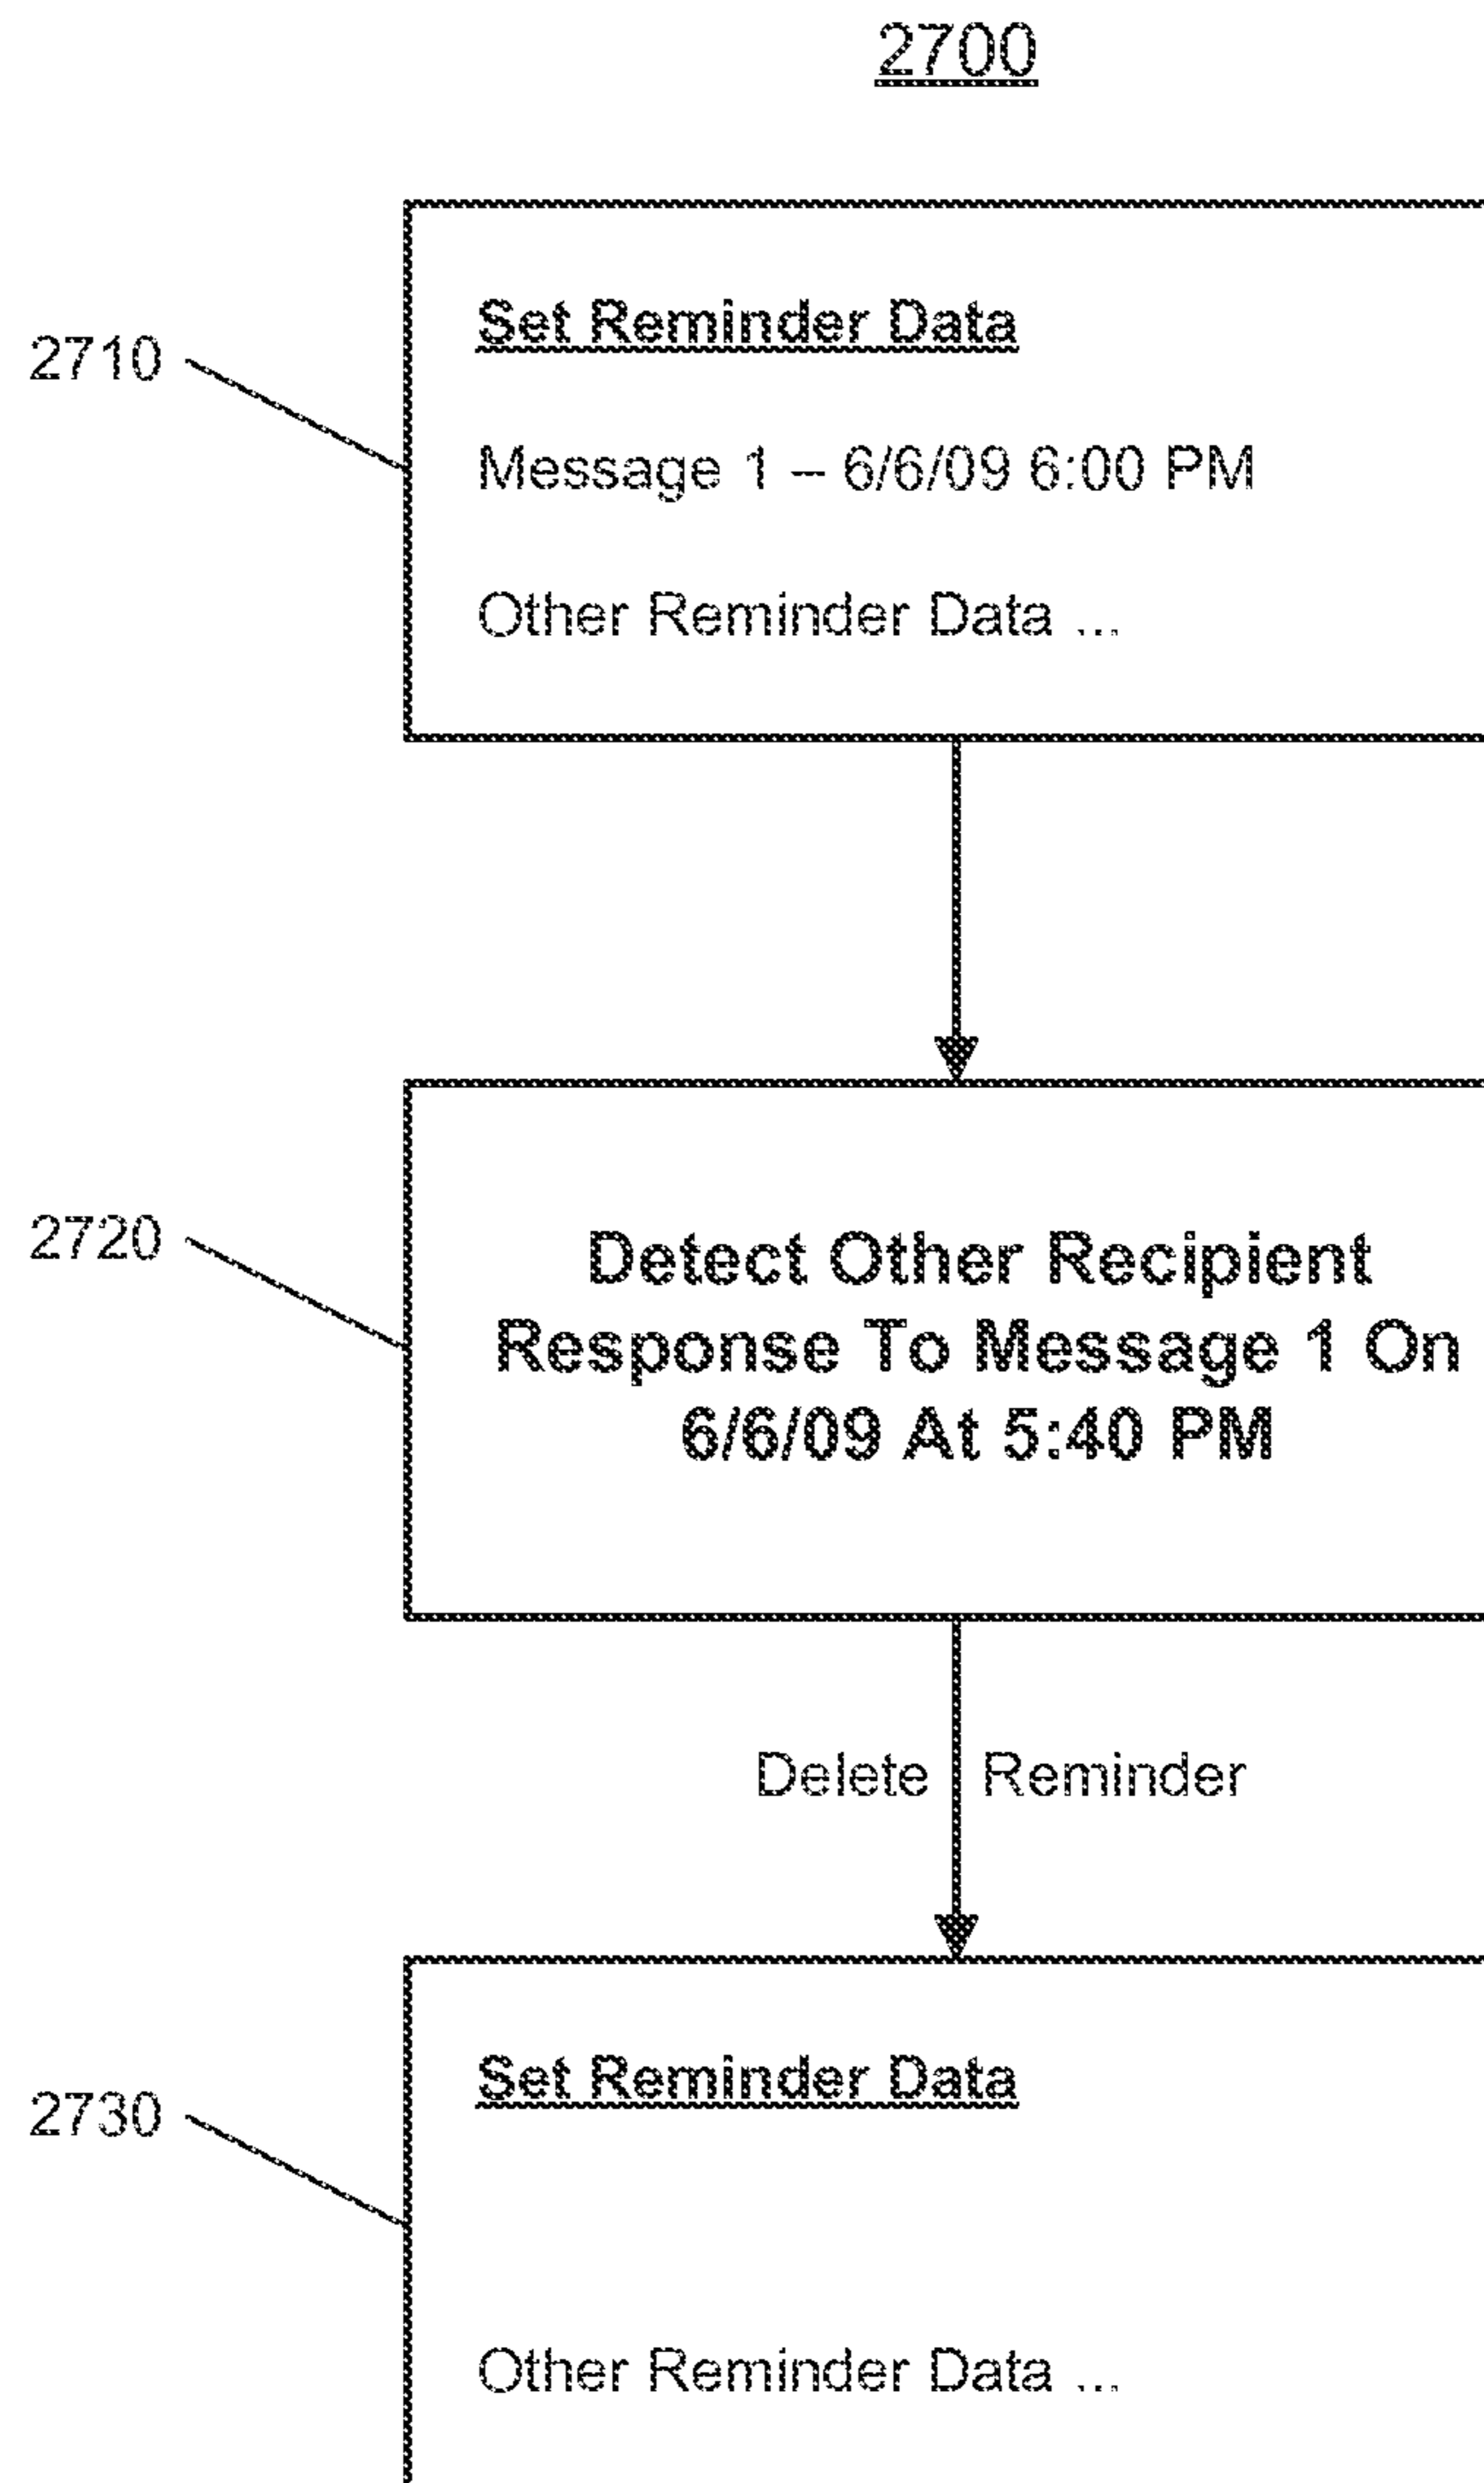 2700
Set Reminder Data
2710
Message 1 – 6/6/09 6:00 PM
Other Reminder Data ...
2720
Detect Other Recipient
Response To Message 1 On
6/6/09 At 5:40 PM
Delete Reminder
Set Reminder Data
2730
Other Reminder Data ...